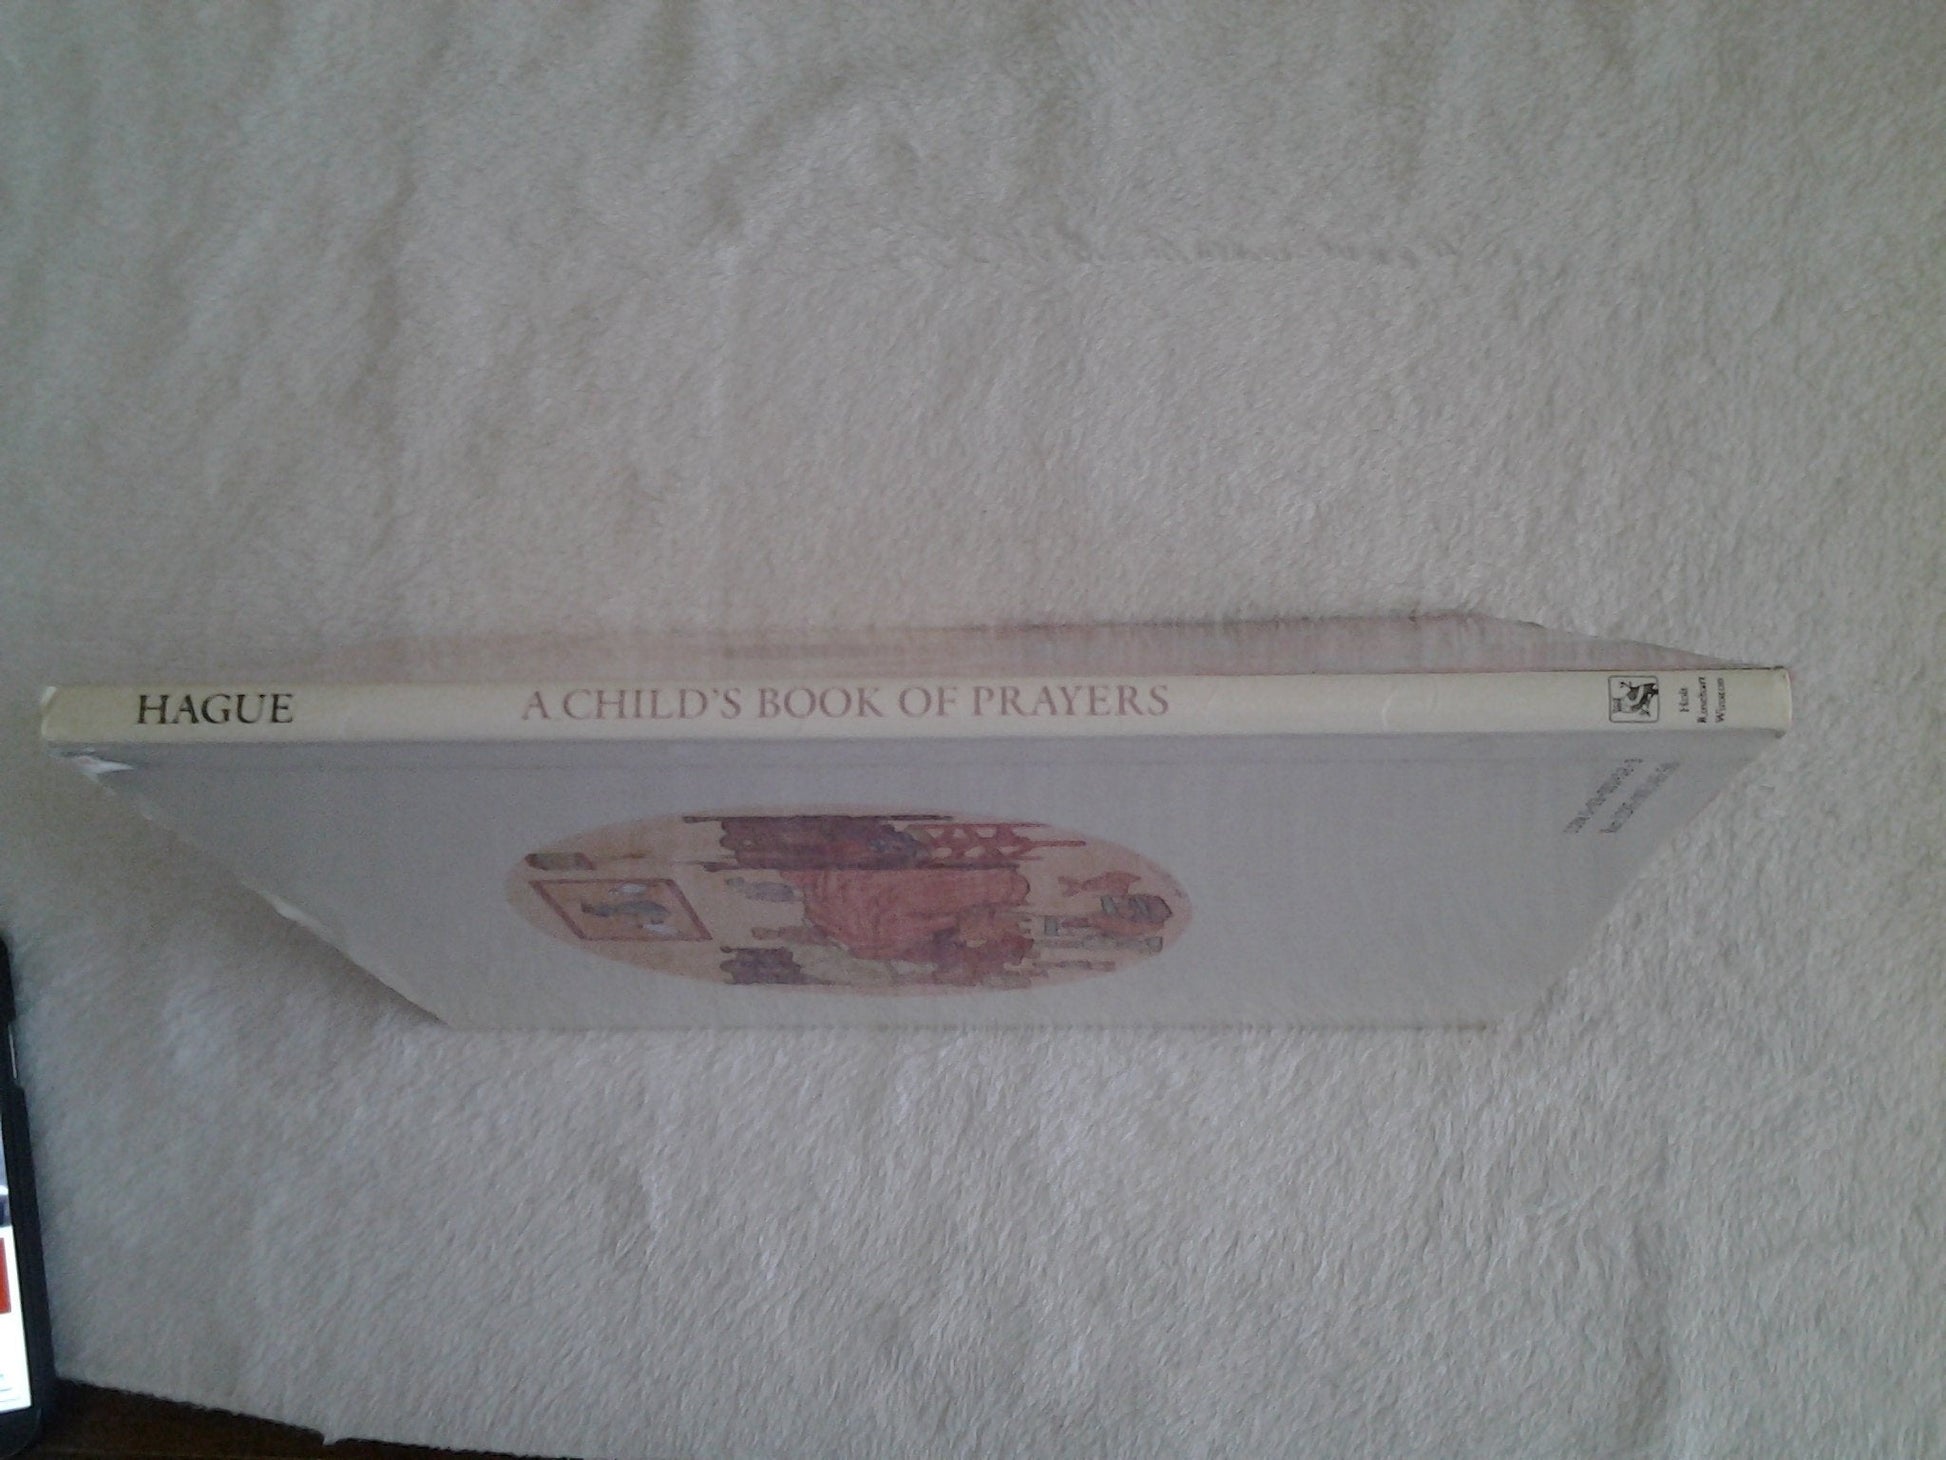 HAGUE
A CHILD'S BOOK OF PRAYERS
Holt
Rinehart
Winston